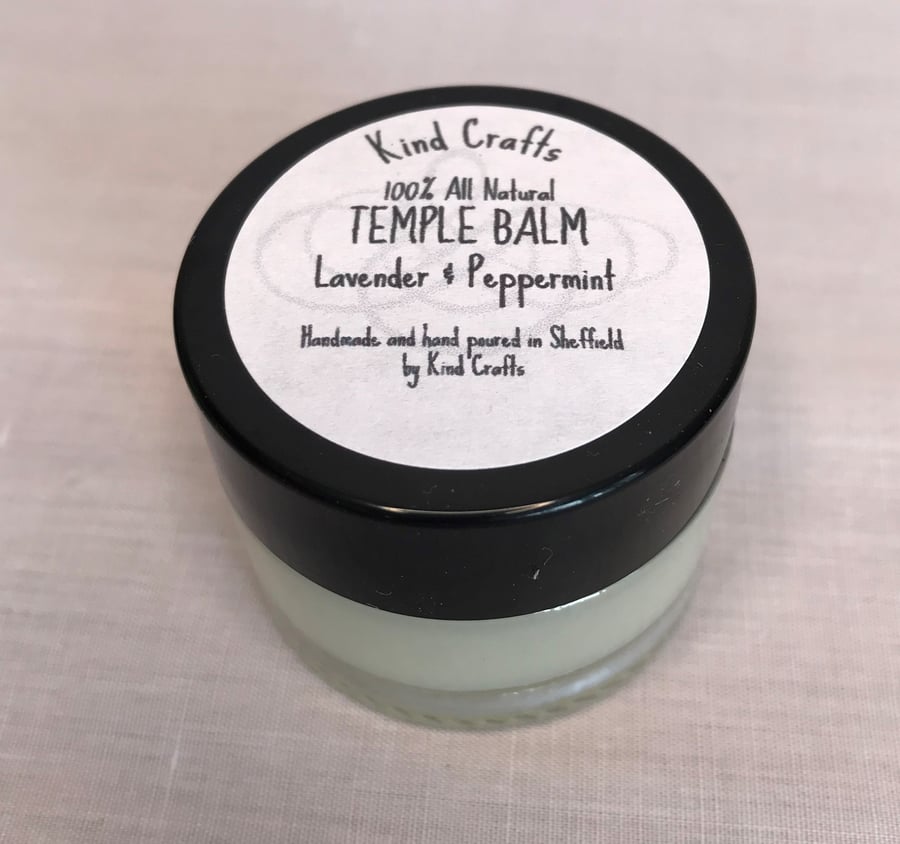 Kind Crafts
100% All Natural
TEMPLE BALM
Lavender & Peppermint
Handmade and hand poured in Sheffield
by Kind Crafts